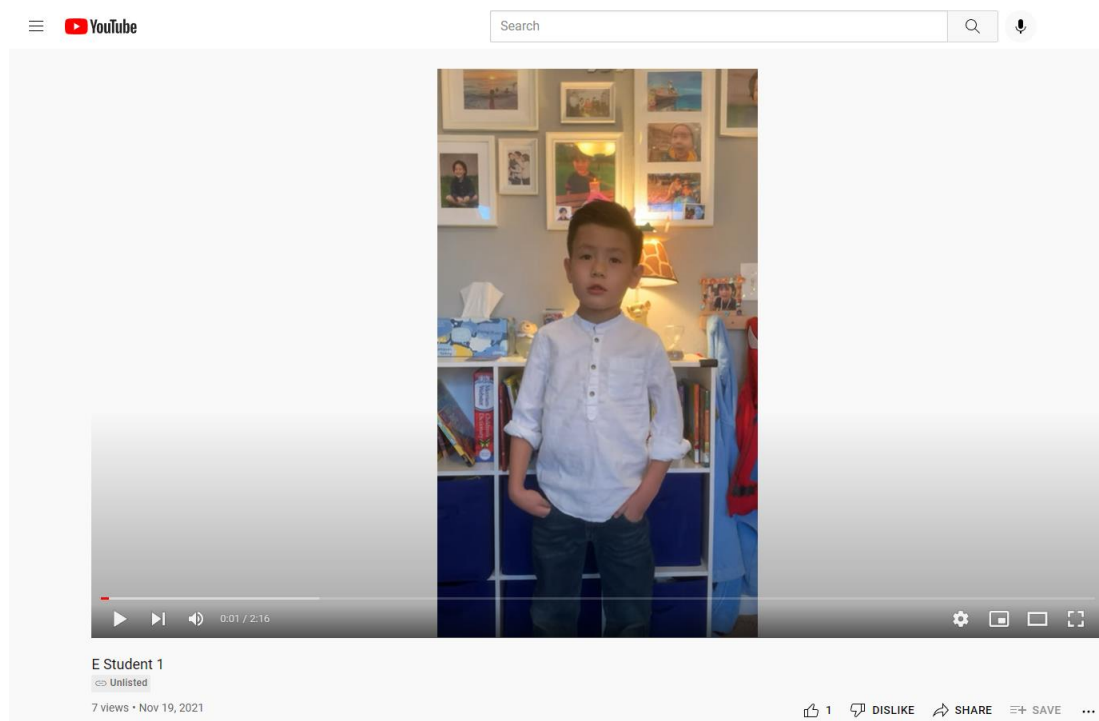 YouTube
Search
0:01 / 2:16
E Student 1
Unlisted
7 views • Nov 19, 2021
1 DISLIKE SHARE SAVE